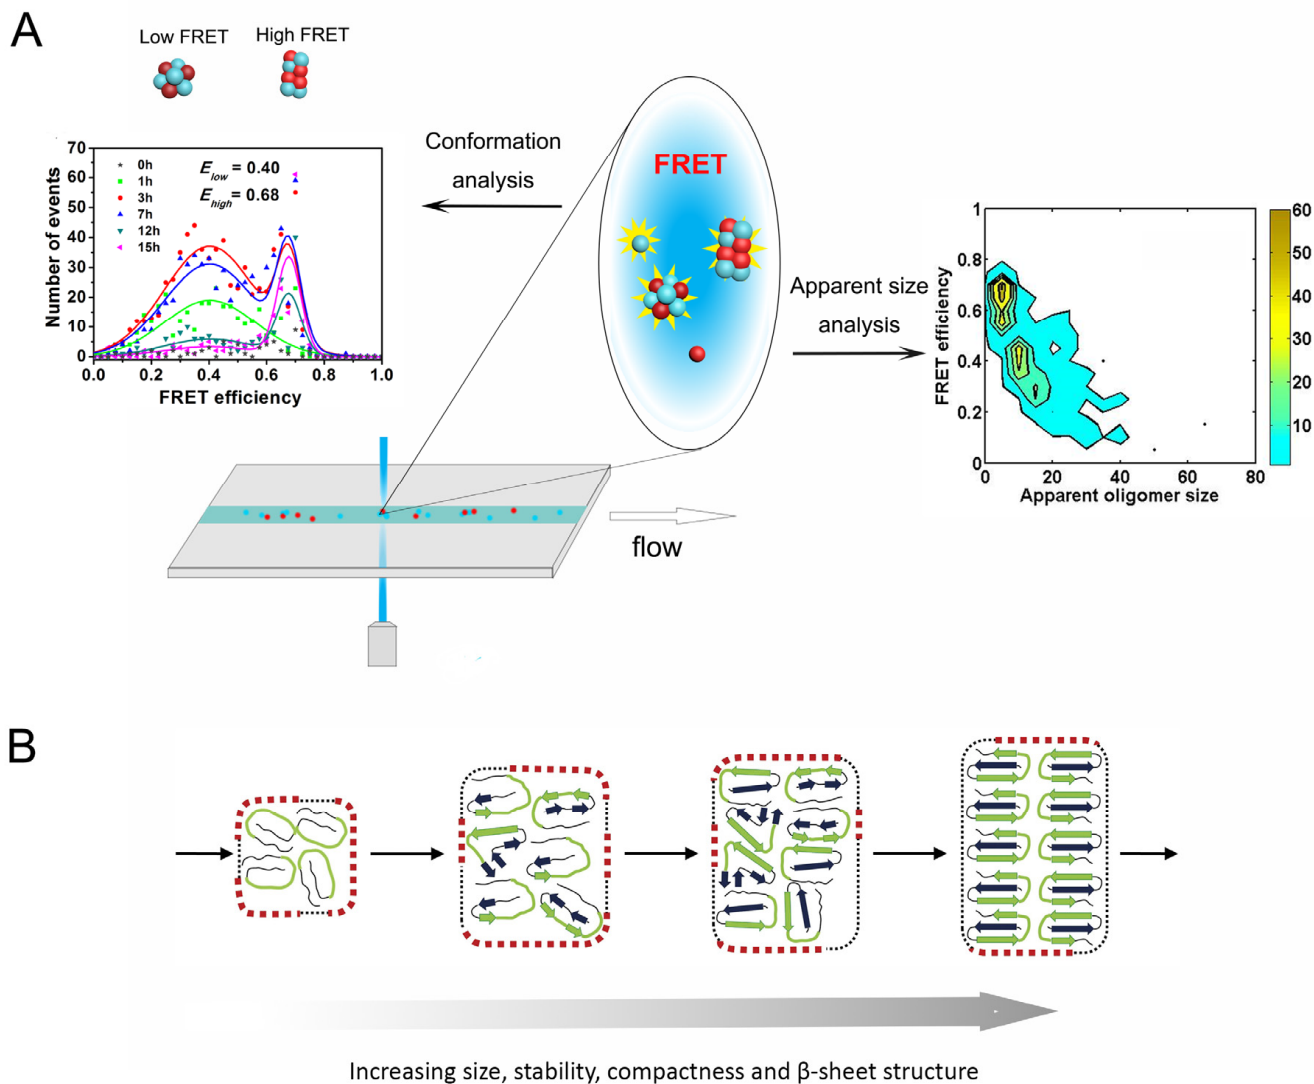 A
Low FRET
High FRET
Number of events
70
60
50
40
30
20
10
0
0h
1h
3h
7h
12h
15h
Elow = 0.40
Ehigh = 0.68
0.0 0.2 0.4 0.6 0.8 1.0
FRET efficiency
Conformation
analysis
FRET
Apparent size
analysis
FRET efficiency
1
0.8
0.6
0.4
0.2
0
0 20 40 60 80
Apparent oligomer size
60
50
40
30
20
10
flow
B
Increasing size, stability, compactness and β-sheet structure